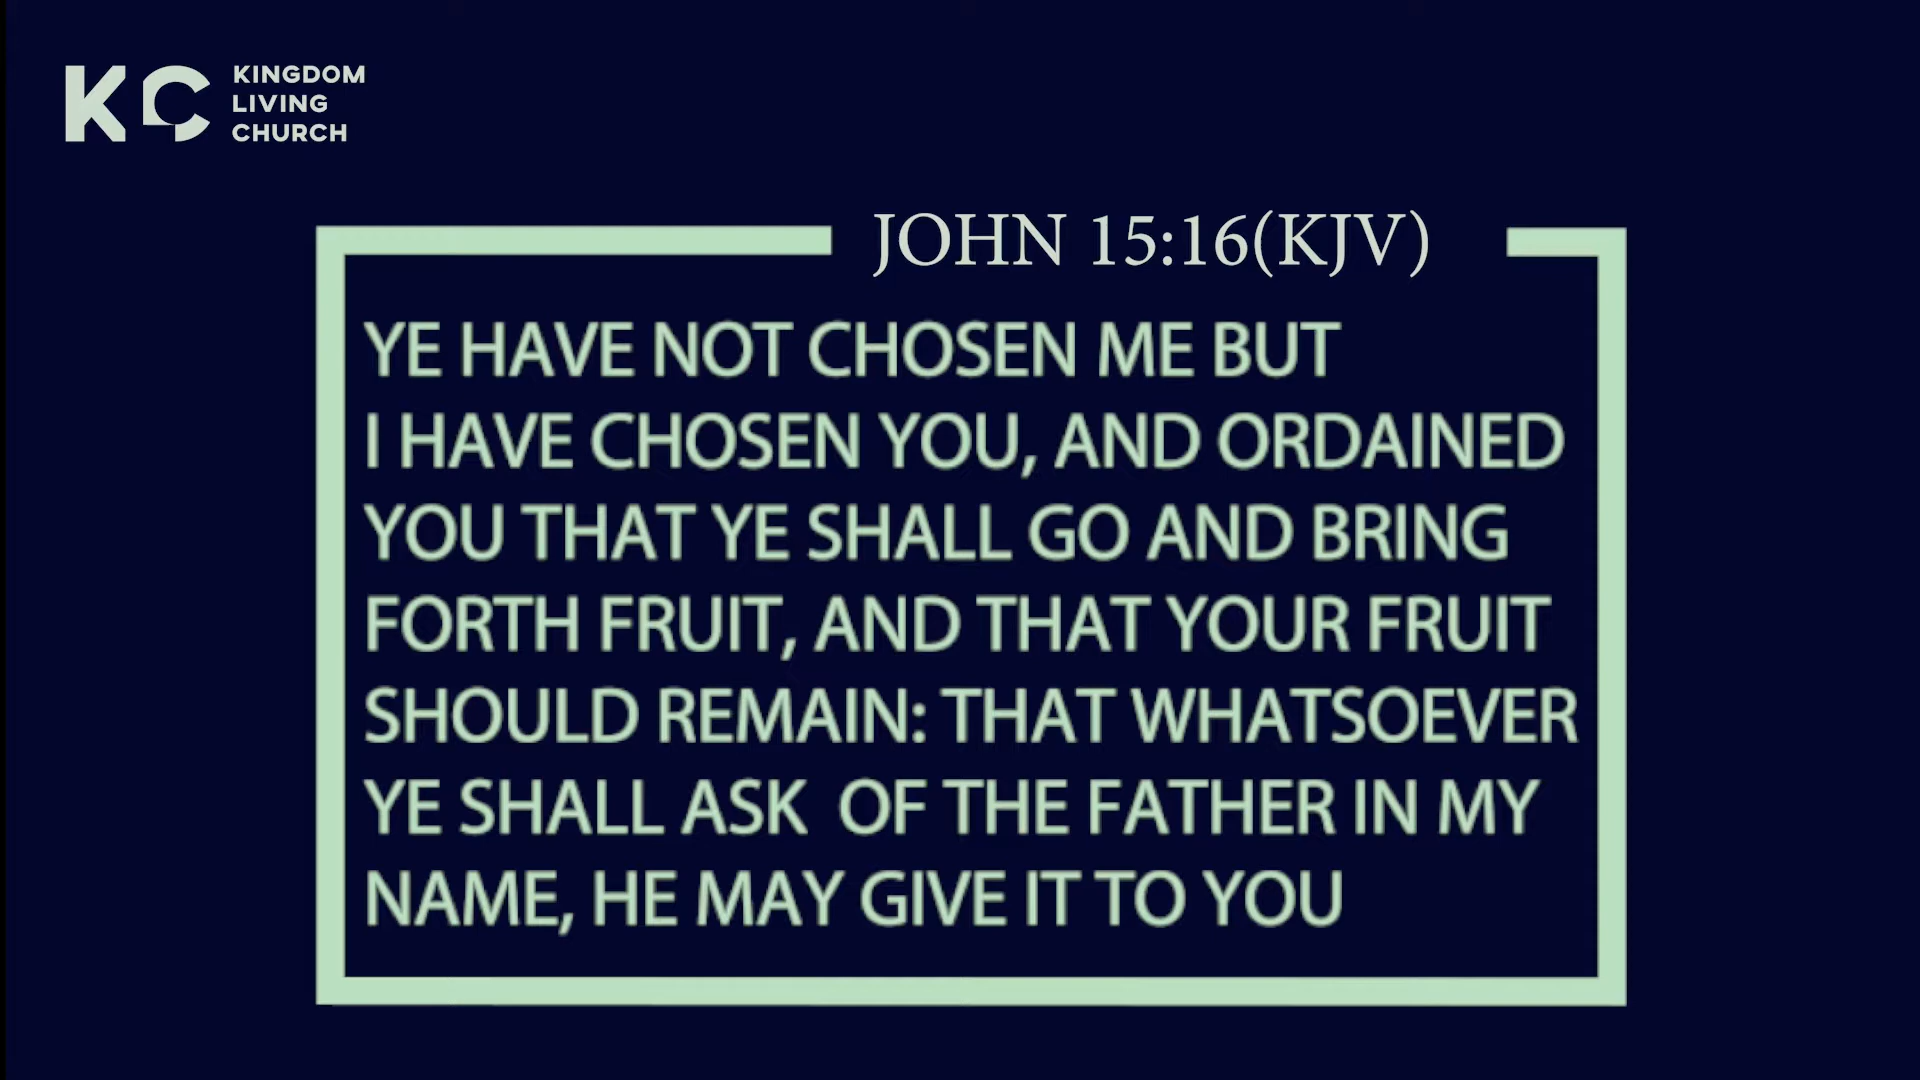 KC
KINGDOM
LIVING
CHURCH
JOHN 15:16(KJV)
YE HAVE NOT CHOSEN ME BUT
I HAVE CHOSEN YOU, AND ORDAINED
YOU THAT YE SHALL GO AND BRING
FORTH FRUIT, AND THAT YOUR FRUIT
SHOULD REMAIN: THAT WHATSOEVER
YE SHALL ASK  OF THE FATHER IN MY
NAME, HE MAY GIVE IT TO YOU